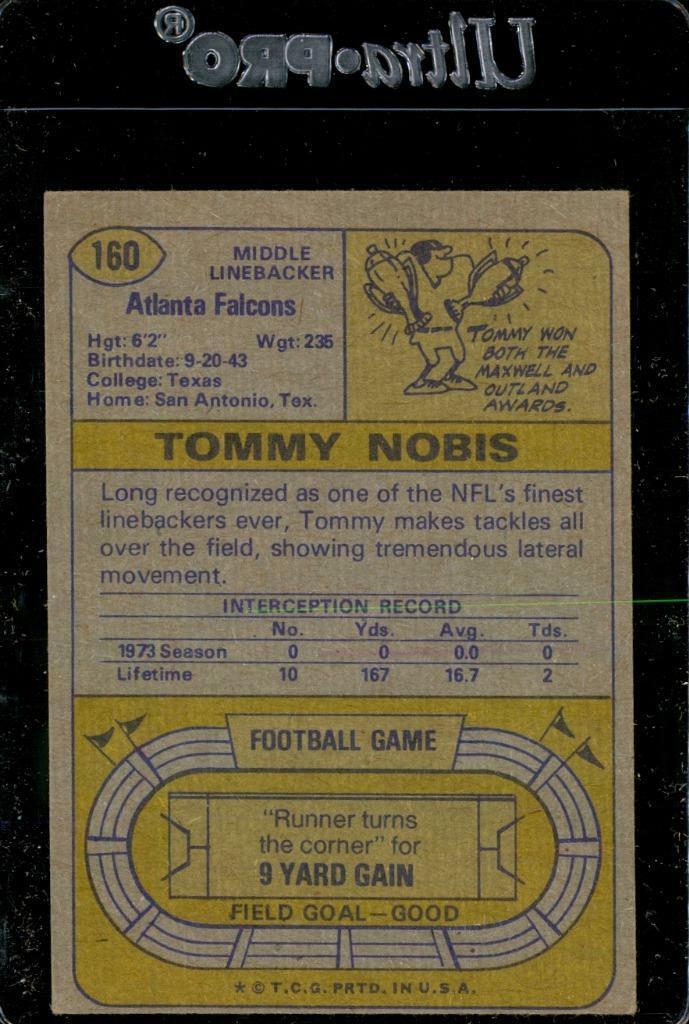 Ultra•PRO®
160
MIDDLE
LINEBACKER
Atlanta Falcons
Hgt: 6'2" Wgt: 235
Birthdate: 9-20-43
College: Texas
Home: San Antonio, Tex.
TOMMY WON
BOTH THE
MAXWELL AND
OUTLAND
AWARDS.
TOMMY NOBIS
Long recognized as one of the NFL's finest
linebackers ever, Tommy makes tackles all
over the field, showing tremendous lateral
movement.
INTERCEPTION RECORD
No. Yds. Avg. Tds.
1973 Season 0 0 0.0 0
Lifetime 10 167 16.7 2
FOOTBALL GAME
"Runner turns
the corner" for
9 YARD GAIN
FIELD GOAL—GOOD
* © T.C.G. PRTD. IN U.S.A.